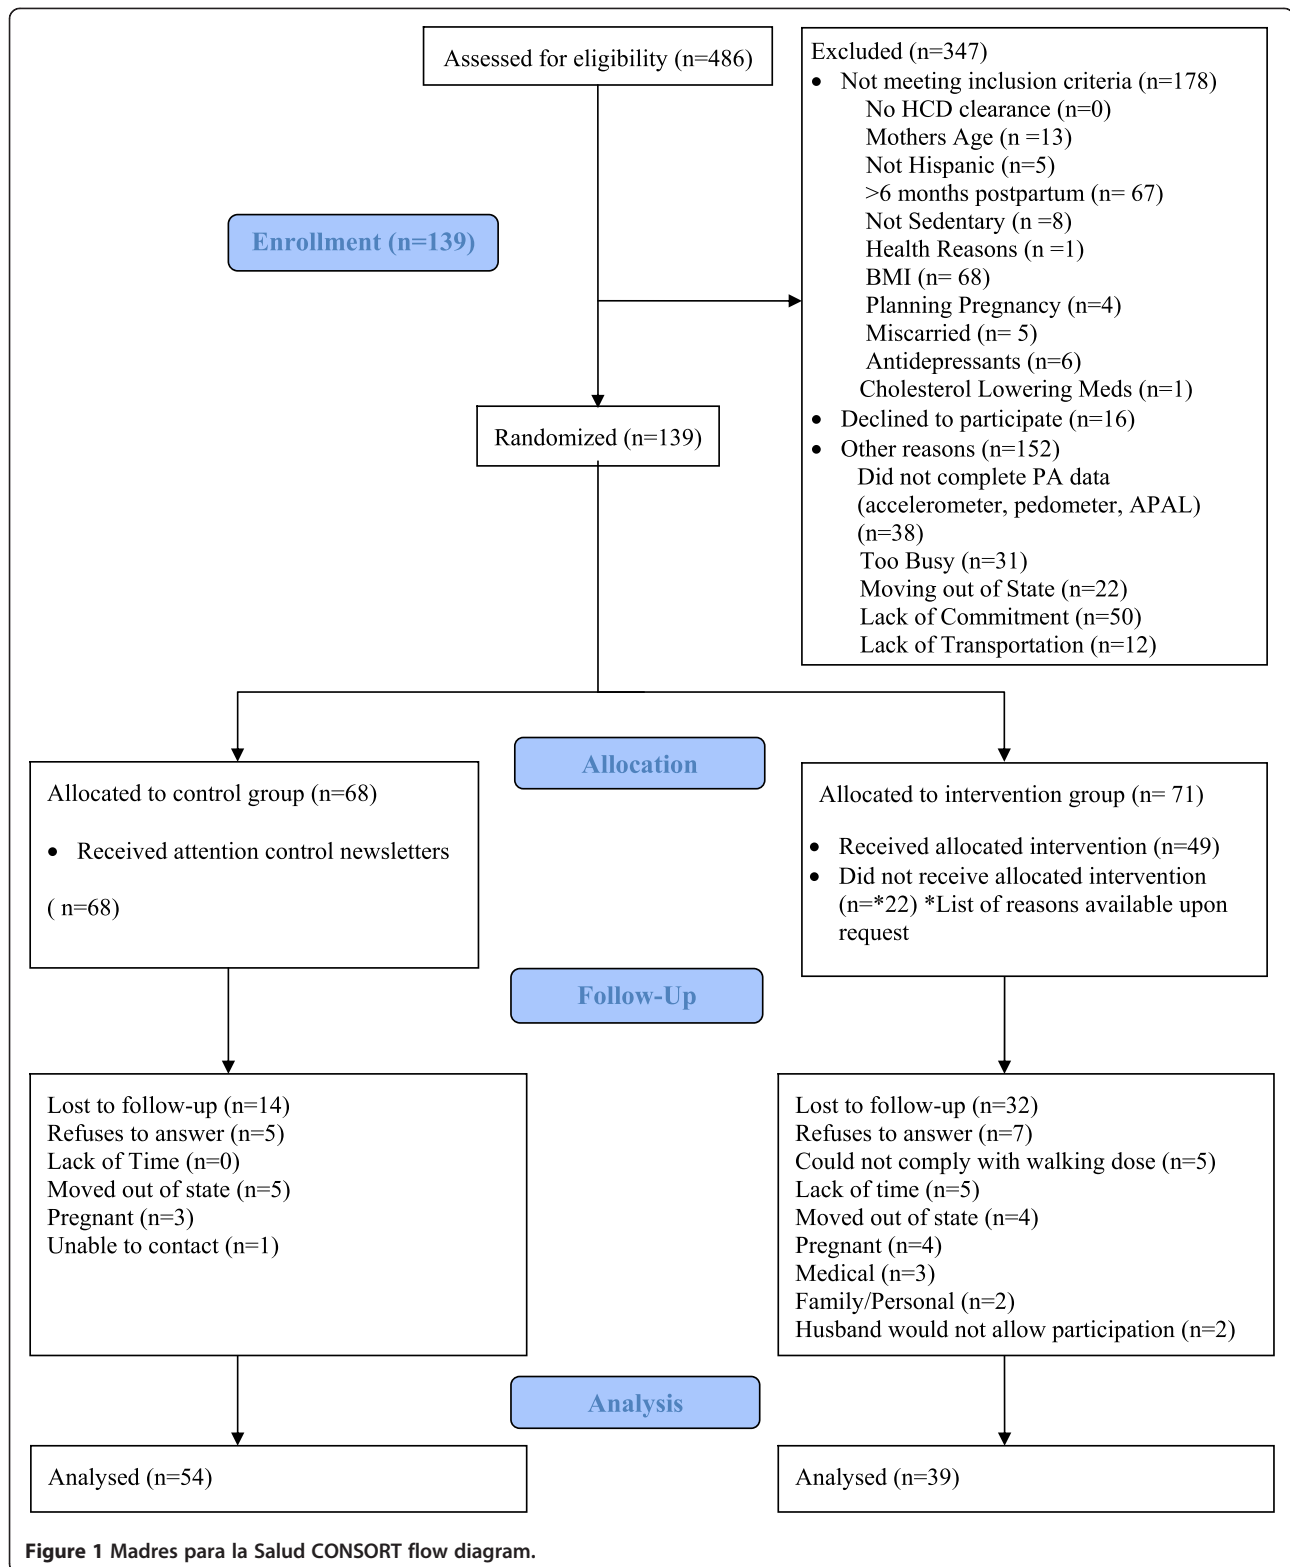 Assessed for eligibility (n=486)
Excluded (n=347)
• Not meeting inclusion criteria (n=178)
No HCD clearance (n=0)
Mothers Age (n =13)
Not Hispanic (n=5)
>6 months postpartum (n= 67)
Not Sedentary (n =8)
Health Reasons (n =1)
BMI (n= 68)
Planning Pregnancy (n=4)
Miscarried (n= 5)
Antidepressants (n=6)
Cholesterol Lowering Meds (n=1)
• Declined to participate (n=16)
• Other reasons (n=152)
Did not complete PA data
(accelerometer, pedometer, APAL)
(n=38)
Too Busy (n=31)
Moving out of State (n=22)
Lack of Commitment (n=50)
Lack of Transportation (n=12)
Enrollment (n=139)
Randomized (n=139)
Allocation
Allocated to control group (n=68)
• Received attention control newsletters
( n=68)
Allocated to intervention group (n= 71)
• Received allocated intervention (n=49)
• Did not receive allocated intervention
(n=*22) *List of reasons available upon
request
Follow-Up
Lost to follow-up (n=14)
Refuses to answer (n=5)
Lack of Time (n=0)
Moved out of state (n=5)
Pregnant (n=3)
Unable to contact (n=1)
Lost to follow-up (n=32)
Refuses to answer (n=7)
Could not comply with walking dose (n=5)
Lack of time (n=5)
Moved out of state (n=4)
Pregnant (n=4)
Medical (n=3)
Family/Personal (n=2)
Husband would not allow participation (n=2)
Analysis
Analysed (n=54)
Analysed (n=39)
Figure 1 Madres para la Salud CONSORT flow diagram.